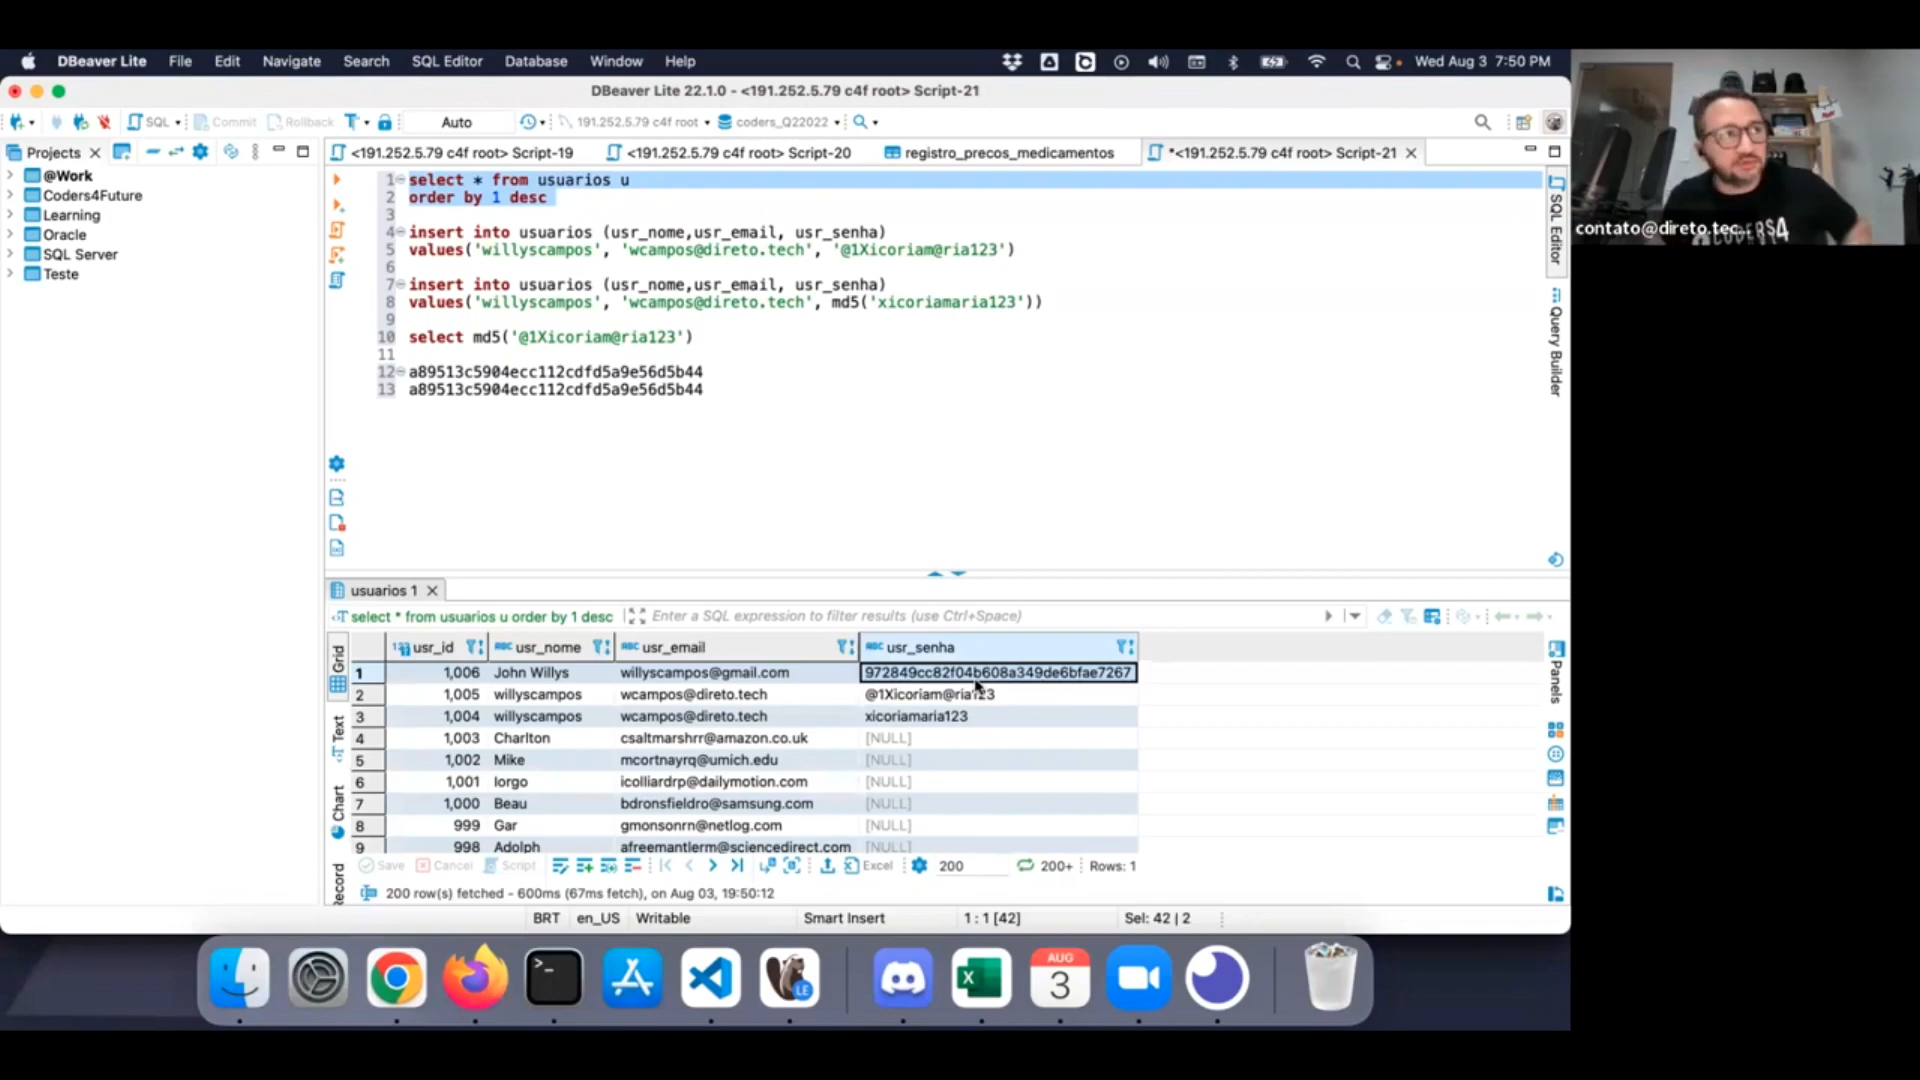 DBeaver Lite File Edit Navigate Search SQL Editor Database Window Help Wed Aug 3 7:50 PM
DBeaver Lite 22.1.0 - <191.252.5.79 c4f root> Script-21
SQL Commit Rollback Auto 191.252.5.79 c4f root coders_Q22022
Projects
@Work
Coders4Future
Learning
Oracle
SQL Server
Teste
<191.252.5.79 c4f root> Script-19
<191.252.5.79 c4f root> Script-20
registro_precos_medicamentos
*<191.252.5.79 c4f root> Script-21
1 select * from usuarios u
2 order by 1 desc
3
4 insert into usuarios (usr_nome,usr_email, usr_senha)
5 values('willyscampos', 'wcampos@direto.tech', '@1Xicoriam@ria123')
6
7 insert into usuarios (usr_nome,usr_email, usr_senha)
8 values('willyscampos', 'wcampos@direto.tech', md5('xicoriamaria123'))
9
10 select md5('@1Xicoriam@ria123')
11
12 a89513c5904ecc112cdfd5a9e56d5b44
13 a89513c5904ecc112cdfd5a9e56d5b44
SQL Editor
Query Builder
contato@direto.tec...
CODERS4
usuarios 1
select * from usuarios u order by 1 desc Enter a SQL expression to filter results (use Ctrl+Space)
Grid
Text
Chart
Record
Panels
123 usr_id ABC usr_nome ABC usr_email ABC usr_senha
1 1,006 John Willys willyscampos@gmail.com 972849cc82f04b608a349de6bfae7267
2 1,005 willyscampos wcampos@direto.tech @1Xicoriam@ria123
3 1,004 willyscampos wcampos@direto.tech xicoriamaria123
4 1,003 Charlton csaltmarshrr@amazon.co.uk [NULL]
5 1,002 Mike mcortnayrq@umich.edu [NULL]
6 1,001 Iorgo icolliardrp@dailymotion.com [NULL]
7 1,000 Beau bdronsfieldro@samsung.com [NULL]
8 999 Gar gmonsonrn@netlog.com [NULL]
9 998 Adolph afreemantlerm@sciencedirect.com [NULL]
Save Cancel Script Excel 200 200+ Rows: 1
200 row(s) fetched - 600ms (67ms fetch), on Aug 03, 19:50:12
BRT en_US Writable Smart Insert 1 : 1 [42] Sel: 42 | 2
LE
AUG
3